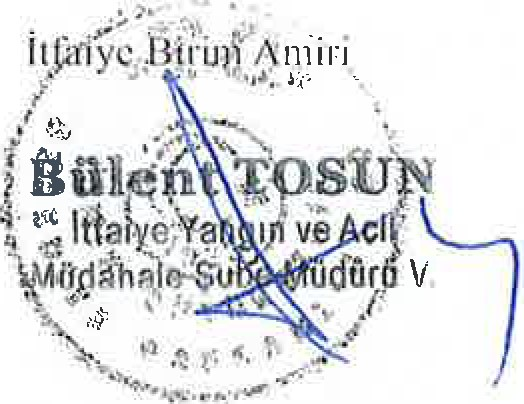 İtfaiye Birim Amiri
Bülent TOSUN
İtfaiye Yangın ve Acil
Müdahale Şube Müdürü V.